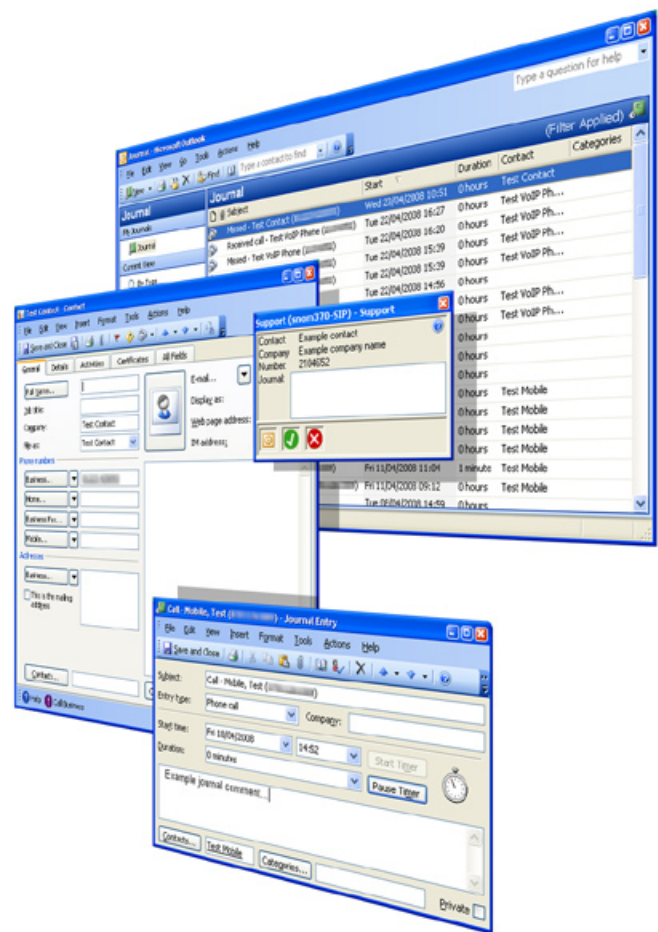 Type a question for help
Journal - Microsoft Outlook
File Edit View Go Tools Actions Help
New Find Type a contact to find
Journal Journal (Filter Applied)
My Journals
Journal
Current View
By Type
Subject Start Duration Contact Categories
Missed - Test Contact ( ) Wed 23/04/2008 10:51 0 hours Test Contact
Received call - Test VoIP Phone ( ) Tue 22/04/2008 16:27 0 hours Test VoIP Ph...
Missed - Test VoIP Phone ( ) Tue 22/04/2008 16:20 0 hours Test VoIP Ph...
Tue 22/04/2008 15:39 0 hours Test VoIP Ph...
Tue 22/04/2008 15:39 0 hours Test VoIP Ph...
Tue 22/04/2008 14:56 0 hours
0 hours Test VoIP Ph...
0 hours Test VoIP Ph...
0 hours
0 hours
0 hours
0 hours Test Mobile
0 hours Test Mobile
0 hours Test Mobile
0 hours Test Mobile
Fri 11/04/2008 11:04 1 minute Test Mobile
Fri 11/04/2008 09:12 0 hours Test Mobile
14:59 0 hours
Test Contact - Contact
File Edit View Insert Format Tools Actions Help
Save and Close
General Details Activities Certificates All Fields
Full Name...
Job title:
Company: Test Contact
File as: Test Contact
E-mail...
Display as:
Web page address:
IM address:
Phone numbers
Business...
Home...
Business Fax...
Mobile...
Addresses
Business...
This is the mailing
address
Contacts...
Help Call Business
Support (snom370-SIP) - Support
Contact Example contact
Company Example company name
Number: 2104652
Journal:
Call - Mobile, Test ( ) - Journal Entry
File Edit View Insert Format Tools Actions Help
Save and Close
Subject: Call - Mobile, Test ( )
Entry type: Phone call Company:
Start time: Fri 18/04/2008 14:52 Start Timer
Duration: 0 minutes Pause Timer
Example journal comment...
Contacts... Test Mobile Categories... Private